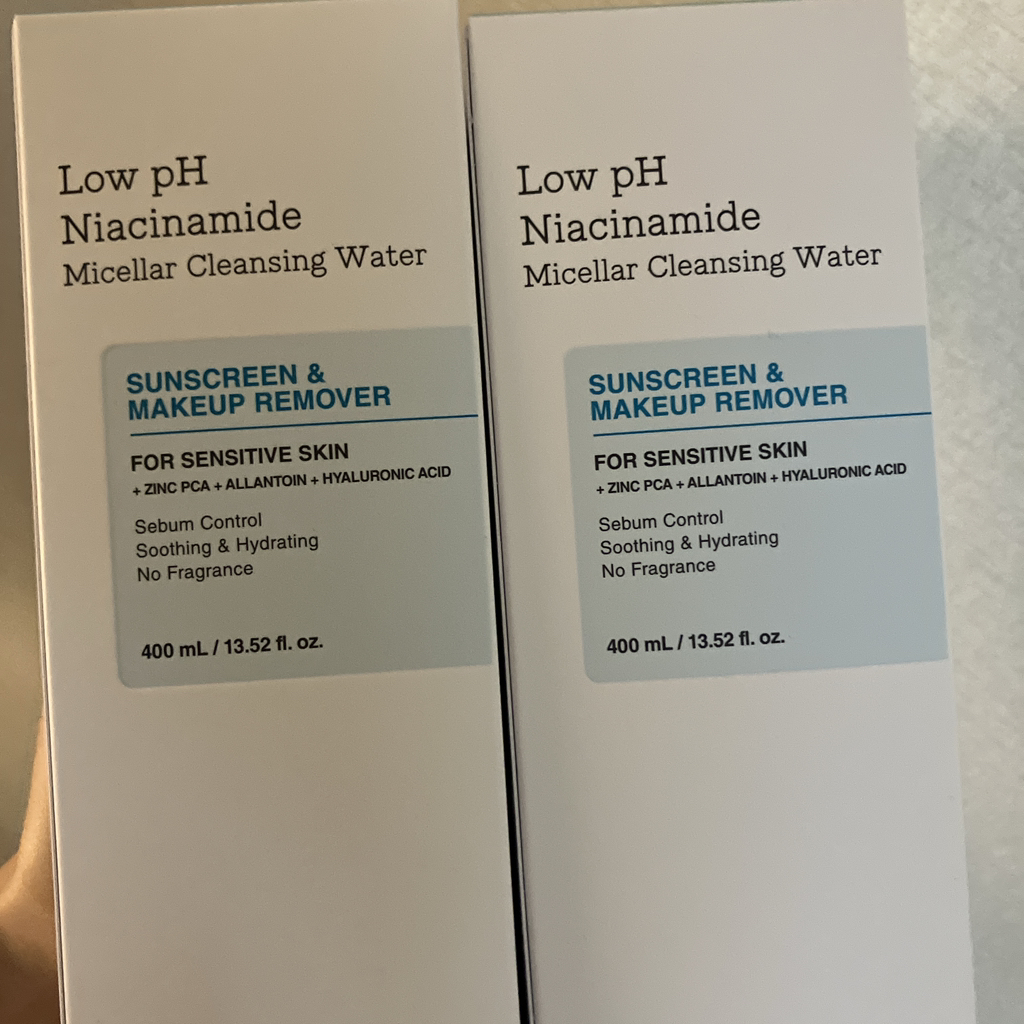 Low pH
Niacinamide
Micellar Cleansing Water
SUNSCREEN &
MAKEUP REMOVER
FOR SENSITIVE SKIN
+ ZINC PCA + ALLANTOIN + HYALURONIC ACID
Sebum Control
Soothing & Hydrating
No Fragrance
400 mL / 13.52 fl. oz.
Low pH
Niacinamide
Micellar Cleansing Water
SUNSCREEN &
MAKEUP REMOVER
FOR SENSITIVE SKIN
+ ZINC PCA + ALLANTOIN + HYALURONIC ACID
Sebum Control
Soothing & Hydrating
No Fragrance
400 mL / 13.52 fl. oz.